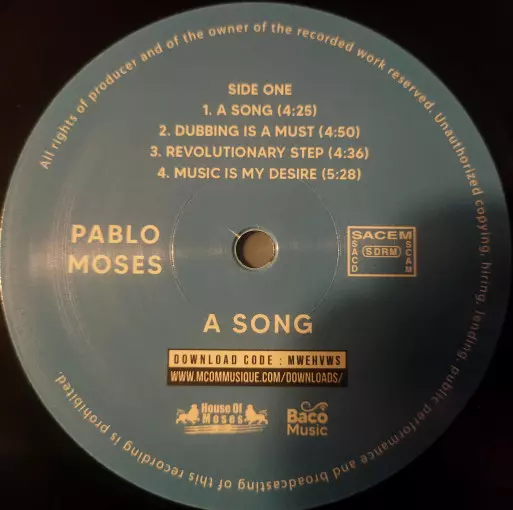 All rights of producer and of the owner of the recorded work reserved. Unauthorized copying, hiring, lending, public performance and broadcasting of this recording is prohibited.
SIDE ONE
1. A SONG (4:25)
2. DUBBING IS A MUST (4:50)
3. REVOLUTIONARY STEP (4:36)
4. MUSIC IS MY DESIRE (5:28)
PABLO
MOSES
SACEM
SACD
SDRM
SCAM
A SONG
DOWNLOAD CODE : MWEHVWS
WWW.MCOMMUSIQUE.COM/DOWNLOADS/
House Of
Moses
Baco
Music